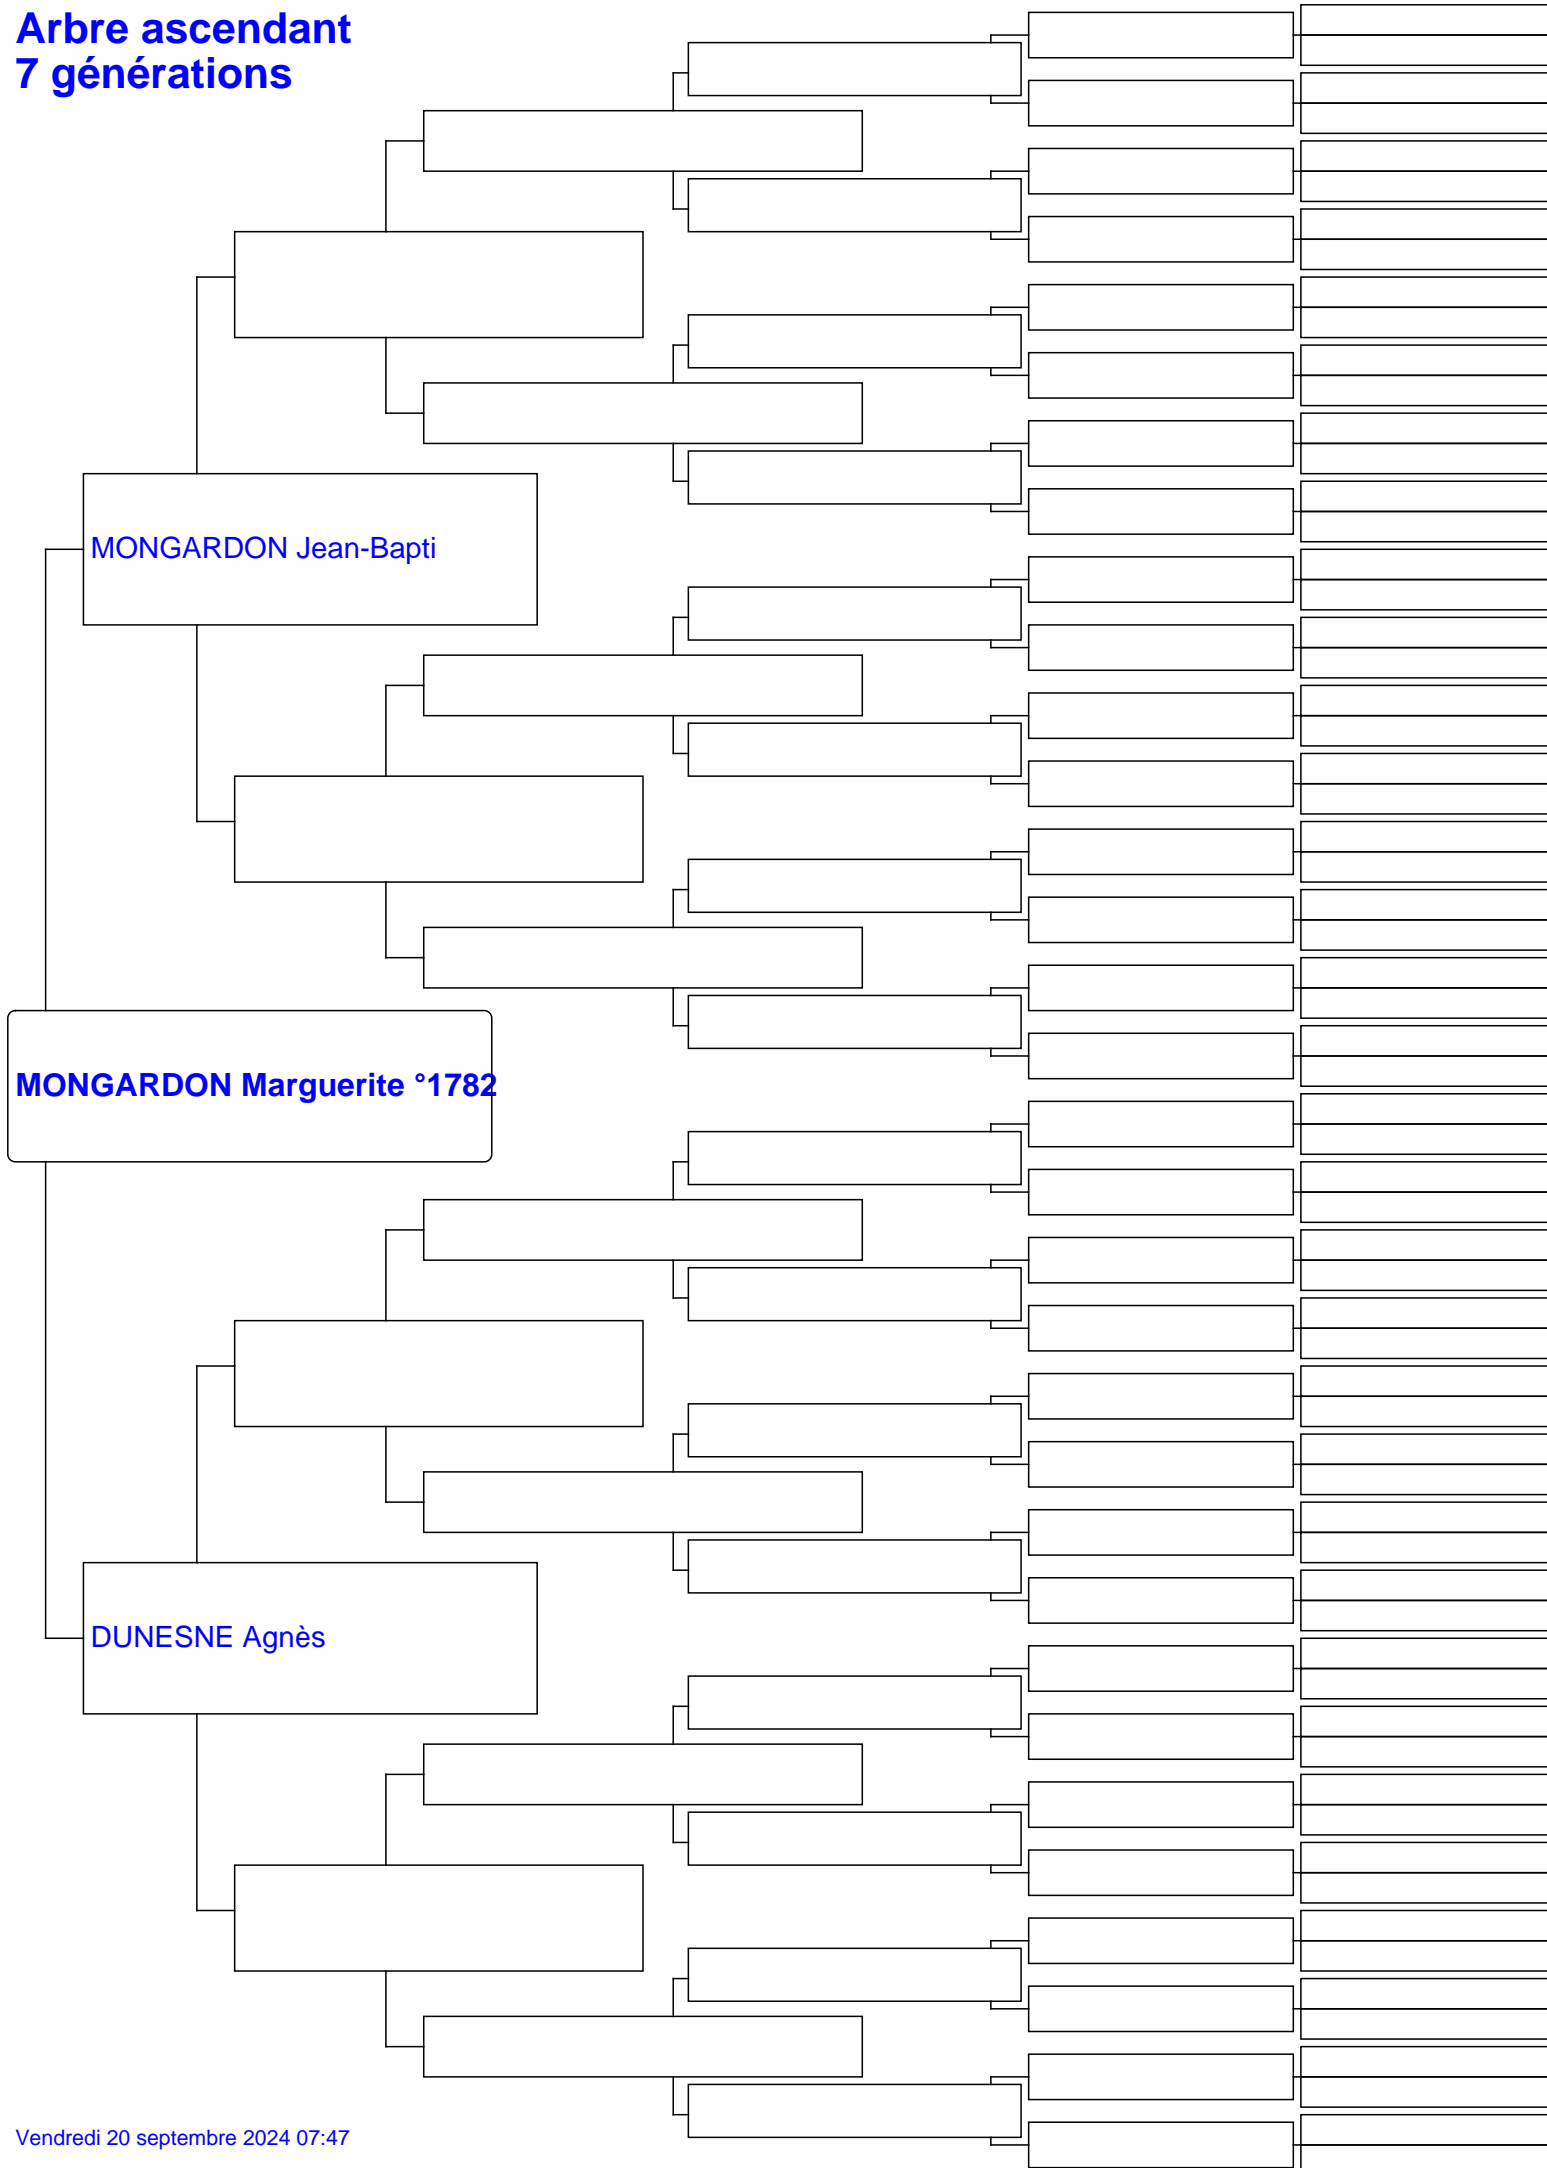 Arbre ascendant
7 générations
MONGARDON Jean-Bapti
MONGARDON Marguerite °1782
DUNESNE Agnès
Vendredi 20 septembre 2024 07:47